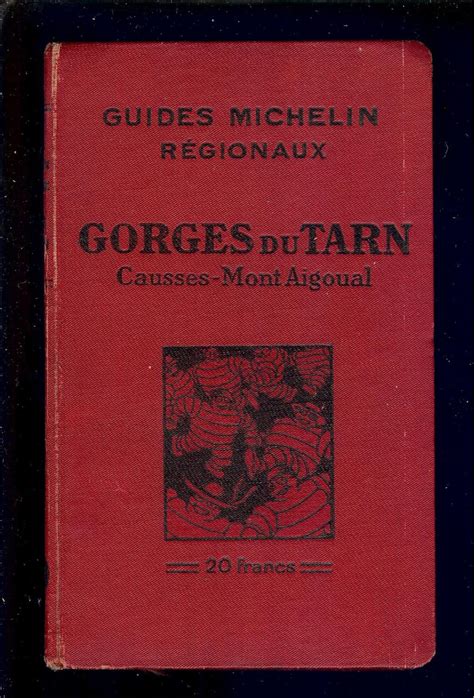 GUIDES MICHELIN
RÉGIONAUX
GORGES DU TARN
Causses-Mont Aigoual
20 Francs